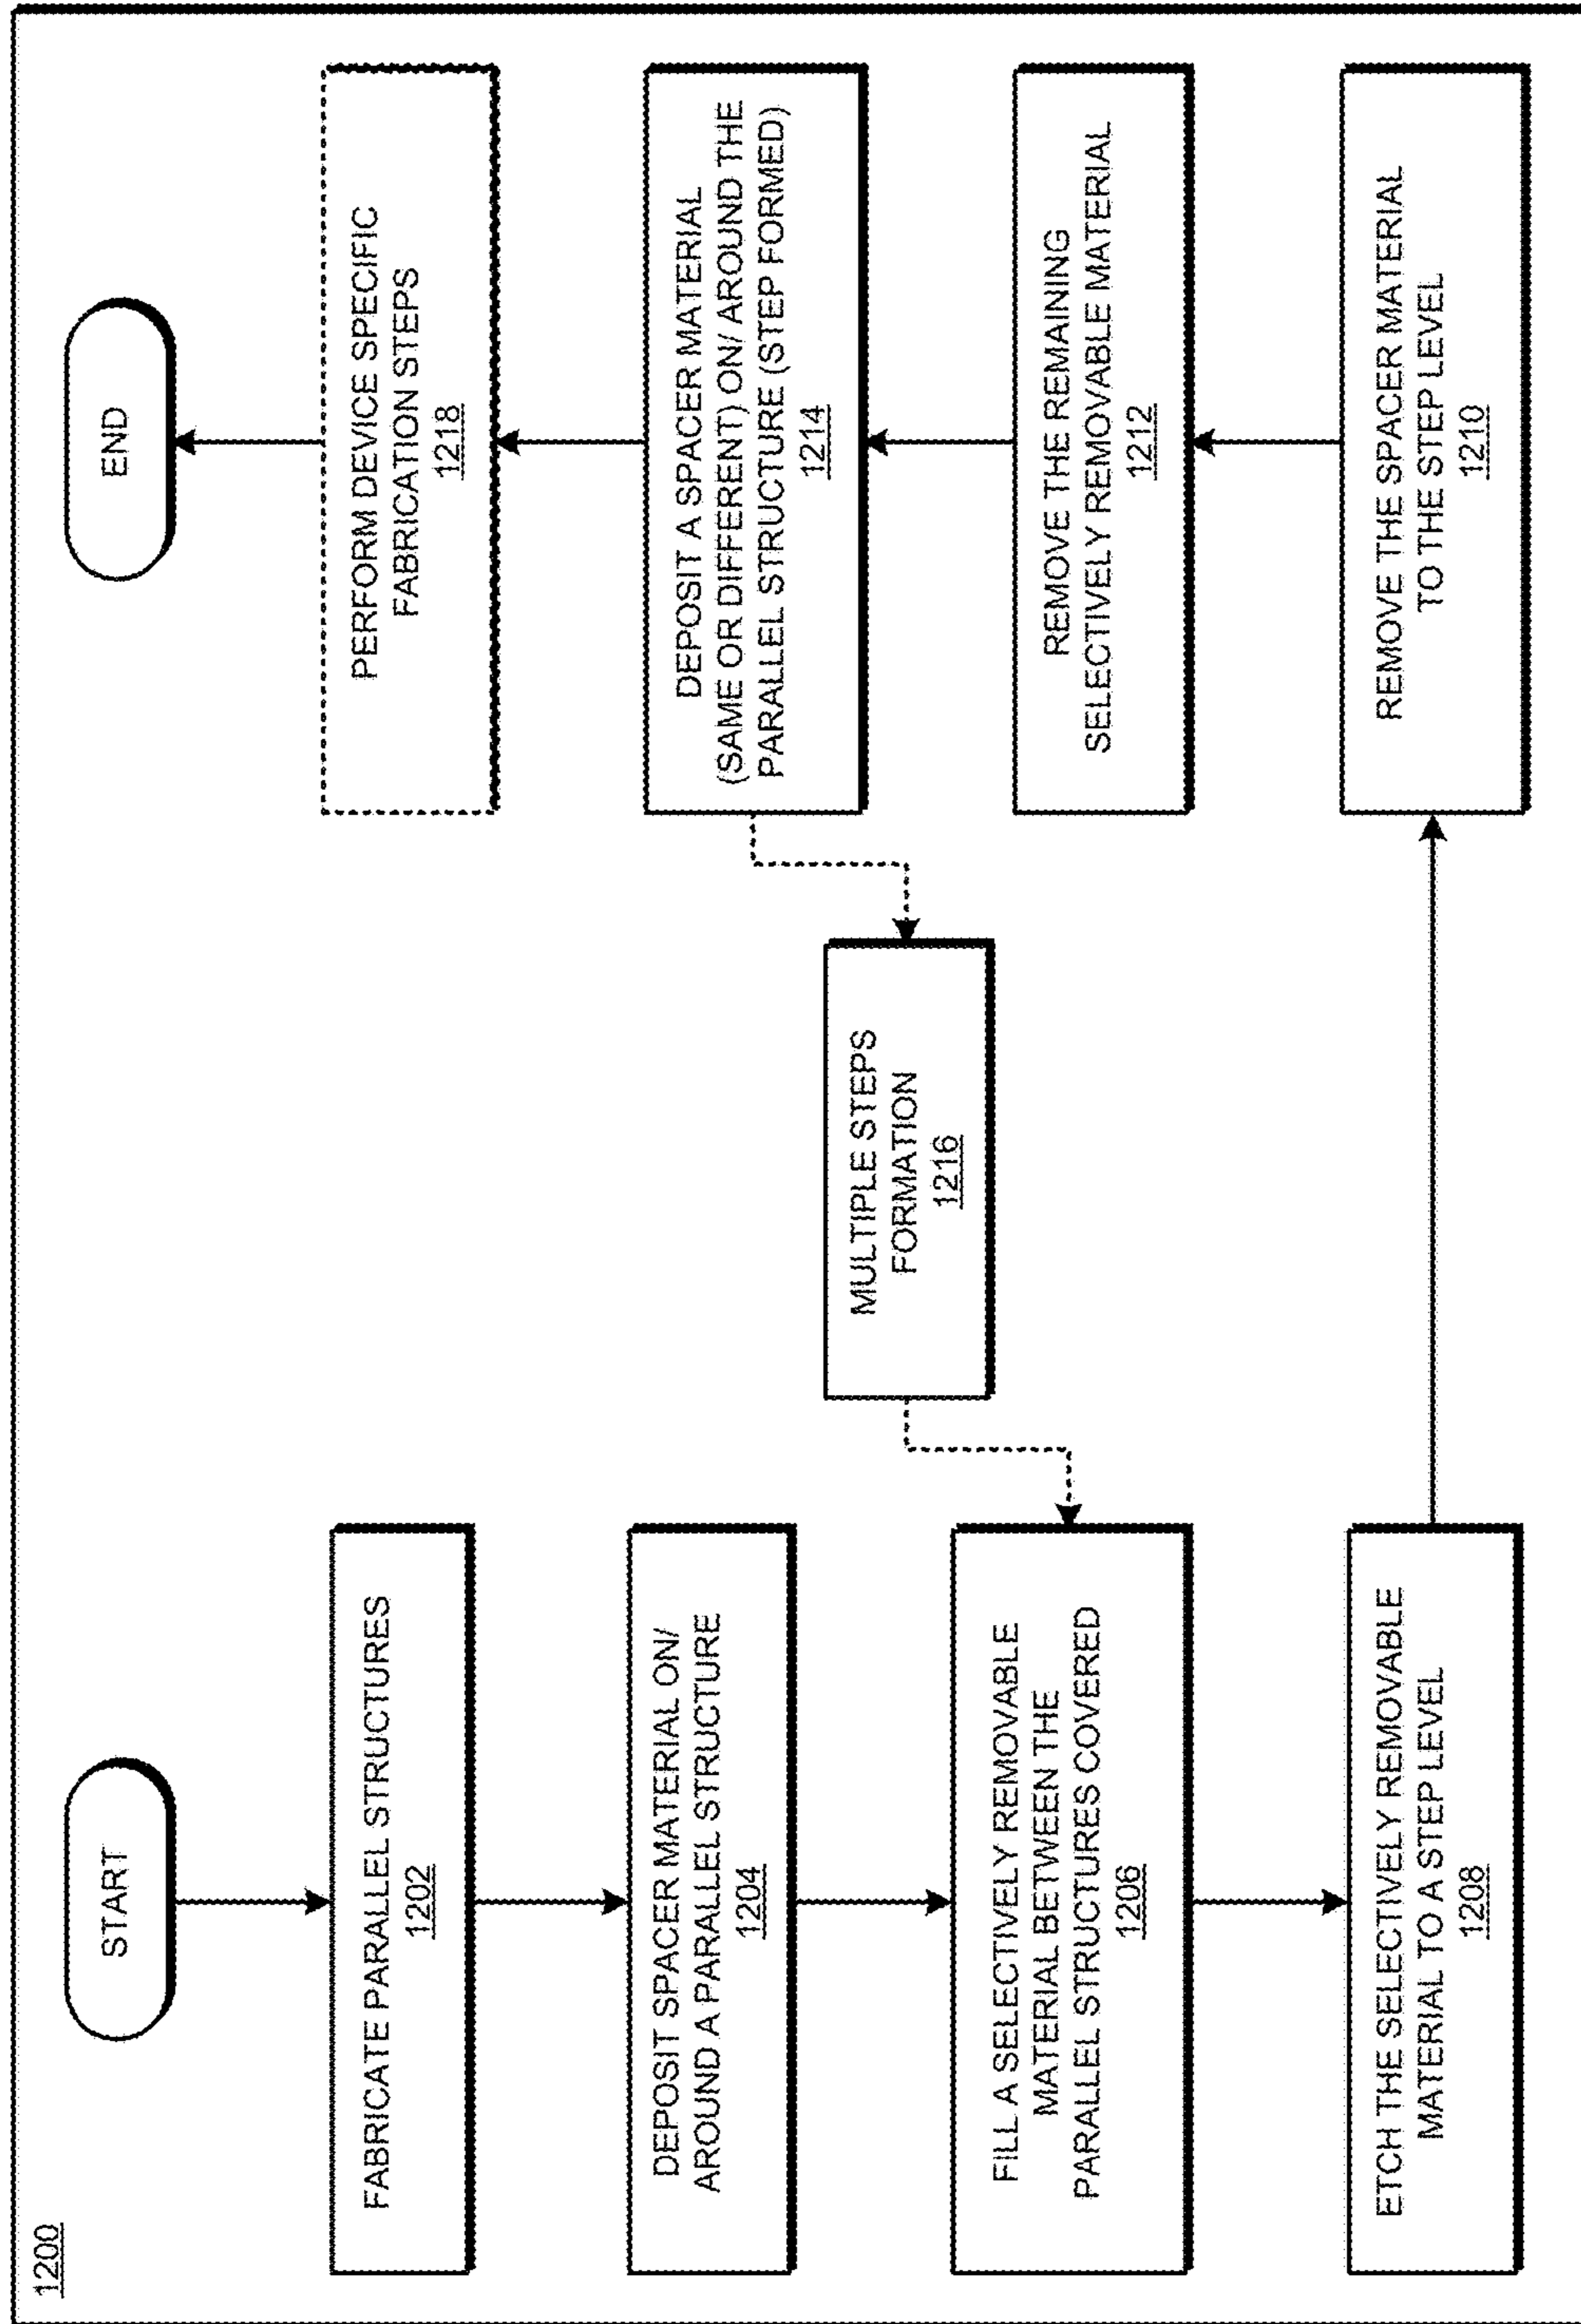 1200
START
FABRICATE PARALLEL STRUCTURES
1202
DEPOSIT SPACER MATERIAL ON/
AROUND A PARALLEL STRUCTURE
1204
FILL A SELECTIVELY REMOVABLE
MATERIAL BETWEEN THE
PARALLEL STRUCTURES COVERED
1206
ETCH THE SELECTIVELY REMOVABLE
MATERIAL TO A STEP LEVEL
1208
REMOVE THE SPACER MATERIAL
TO THE STEP LEVEL
1210
REMOVE THE REMAINING
SELECTIVELY REMOVABLE MATERIAL
1212
DEPOSIT A SPACER MATERIAL
(SAME OR DIFFERENT) ON/ AROUND THE
PARALLEL STRUCTURE (STEP FORMED)
1214
MULTIPLE STEPS
FORMATION
1216
PERFORM DEVICE SPECIFIC
FABRICATION STEPS
1218
END